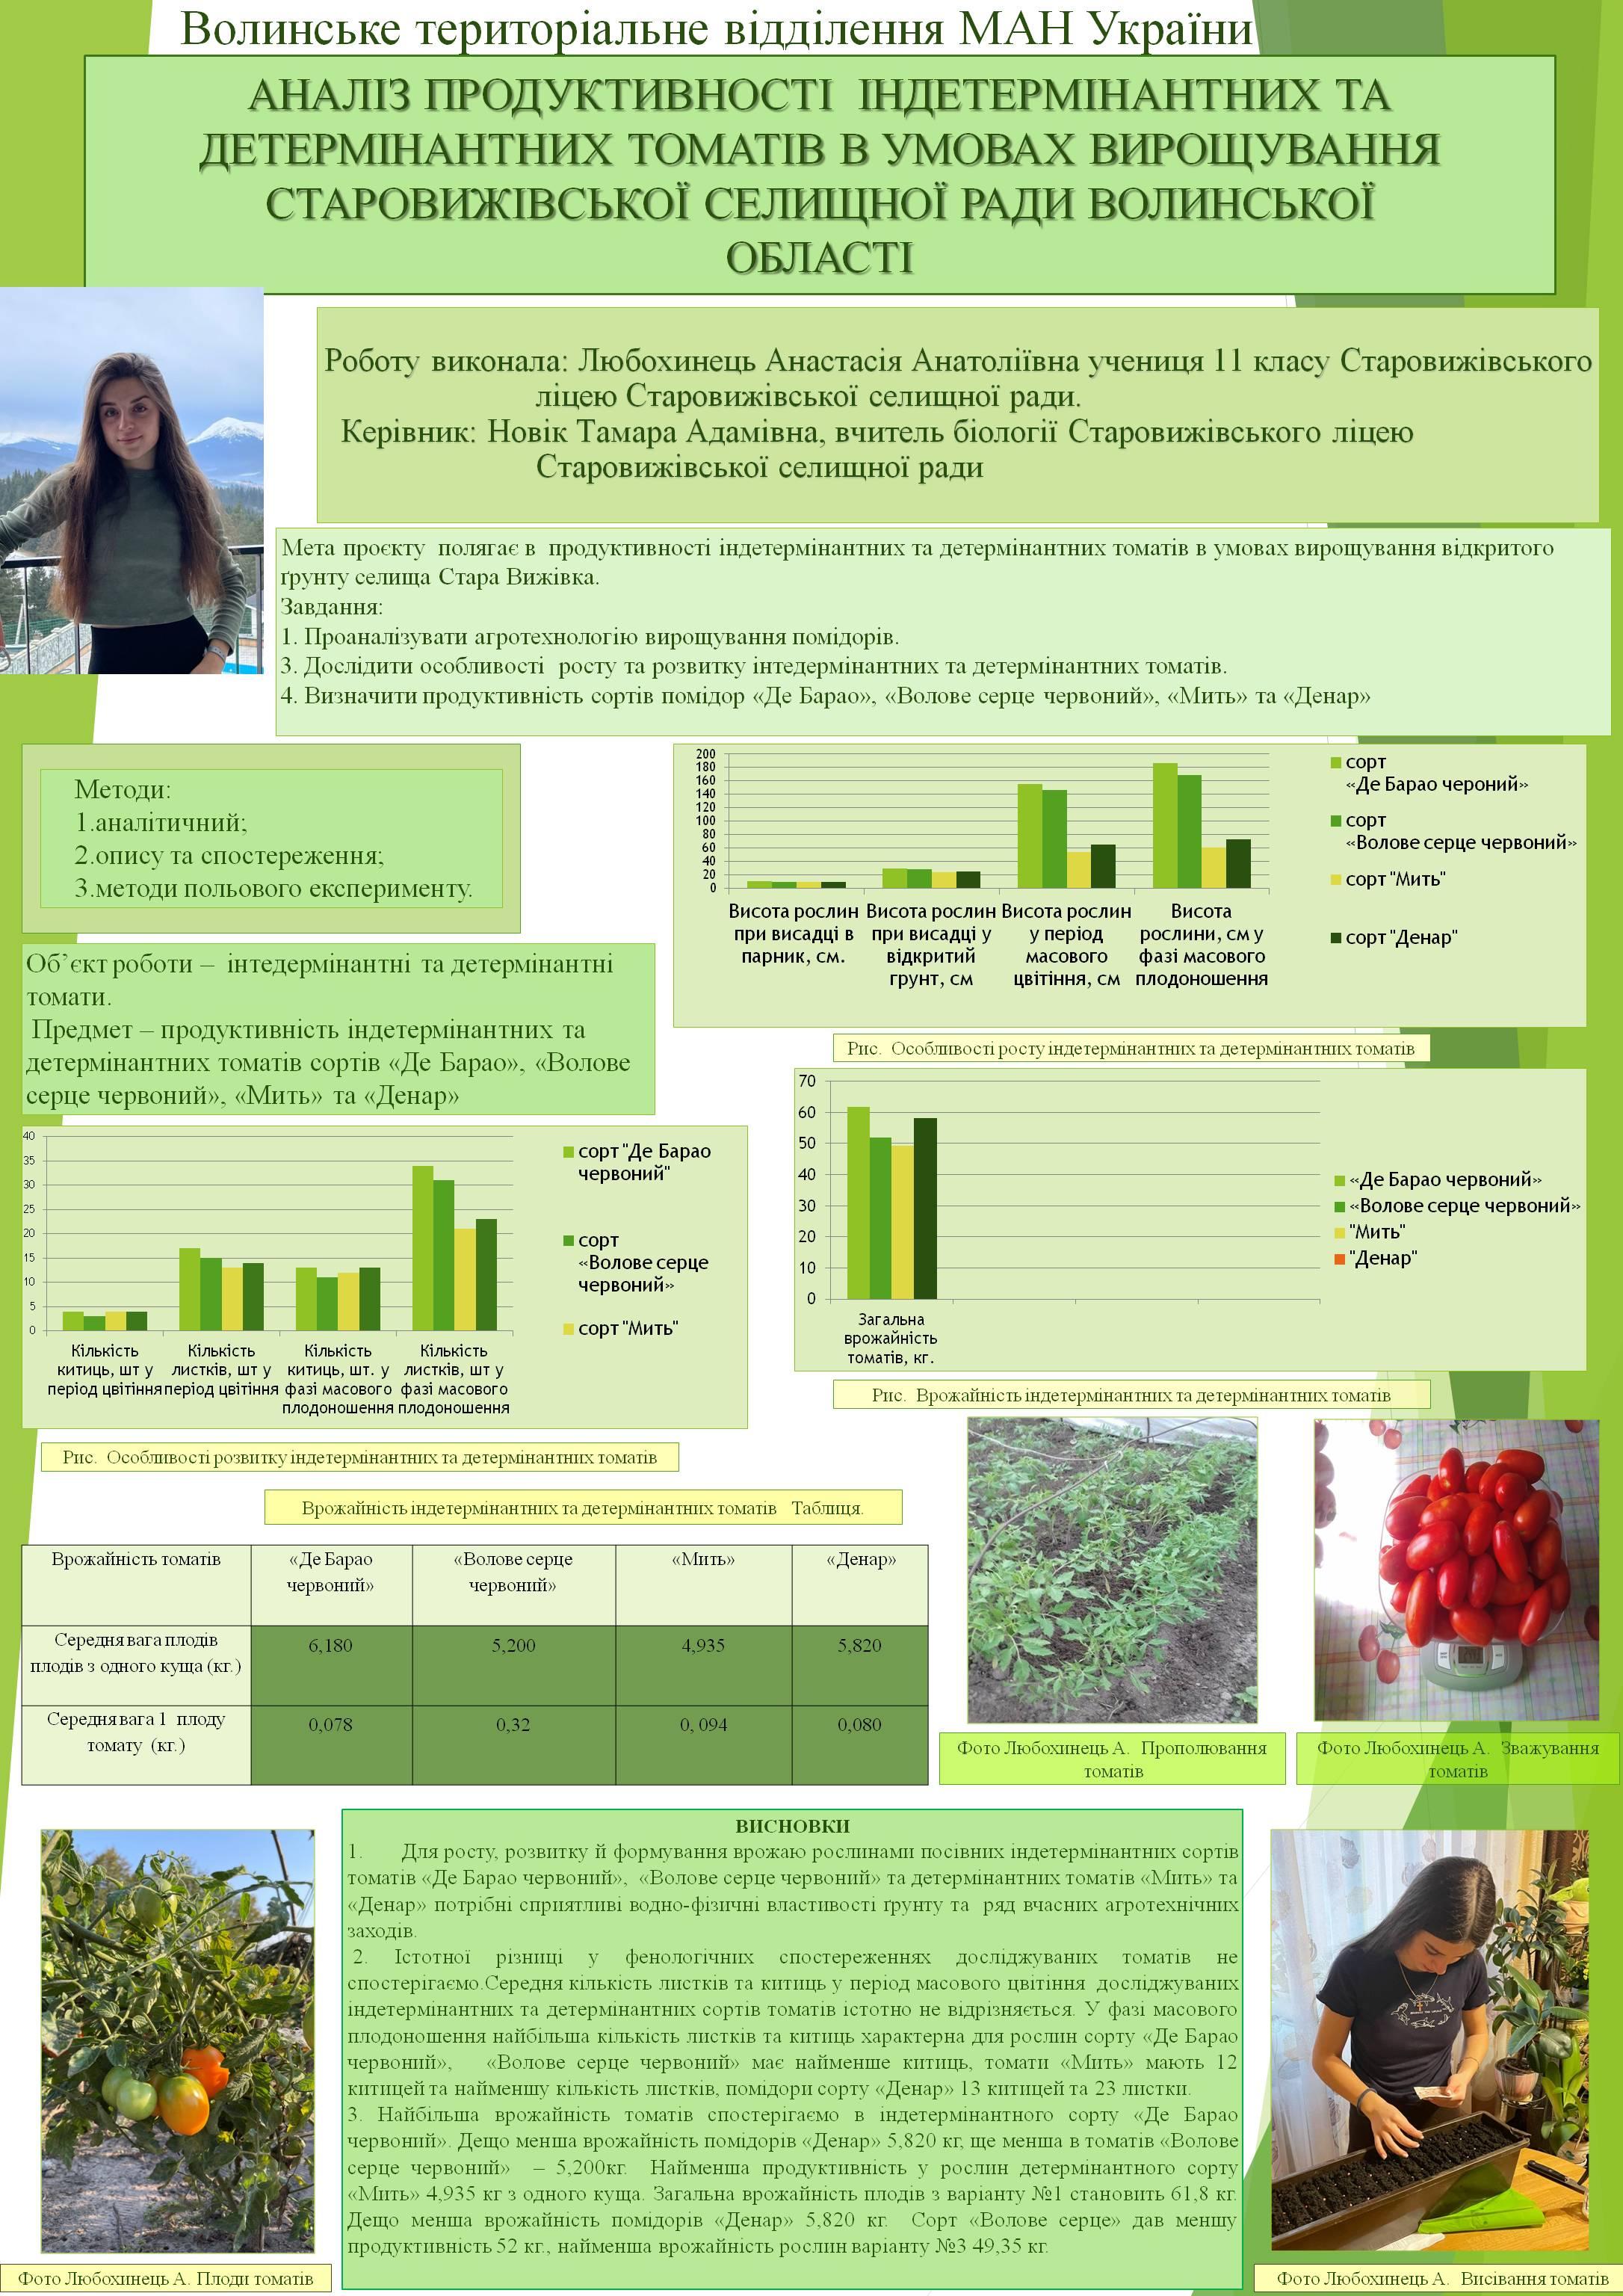 Волинське територіальне відділення МАН України
АНАЛІЗ ПРОДУКТИВНОСТІ ІНДЕТЕРМІНАНТНИХ ТА
ДЕТЕРМІНАНТНИХ ТОМАТІВ В УМОВАХ ВИРОЩУВАННЯ
СТАРОВИЖІВСЬКОЇ СЕЛИЩНОЇ РАДИ ВОЛИНСЬКОЇ
ОБЛАСТІ
Роботу виконала: Любохинець Анастасія Анатоліївна учениця 11 класу Старовижівського
ліцею Старовижівської селищної ради.
Керівник: Новік Тамара Адамівна, вчитель біології Старовижівського ліцею
Старовижівської селищної ради
Мета проєкту полягає в продуктивності індетермінантних та детермінантних томатів в умовах вирощування відкритого
ґрунту селища Стара Вижівка.
Завдання:
1. Проаналізувати агротехнологію вирощування помідорів.
3. Дослідити особливості росту та розвитку інтедермінантних та детермінантних томатів.
4. Визначити продуктивність сортів помідор «Де Барао», «Волове серце червоний», «Мить» та «Денар»
Методи:
1.аналітичний;
2.опису та спостереження;
3.методи польового експерименту.
Об’єкт роботи – інтедермінантні та детермінантні
томати.
Предмет – продуктивність індетермінантних та
детермінантних томатів сортів «Де Барао», «Волове
серце червоний», «Мить» та «Денар»
200
180
160
140
120
100
80
60
40
20
0
Висота рослин при висадці в парник, см.
Висота рослин при висадці у відкритий грунт, см
Висота рослин у період масового цвітіння, см
Висота рослини, см у фазі масового плодоношення
сорт
«Де Барао чероний»
сорт
«Волове серце червоний»
сорт "Мить"
сорт "Денар"
Рис. Особливості росту індетермінантних та детермінантних томатів
70
60
50
40
30
20
10
0
Загальна
врожайність
томатів, кг.
«Де Барао червоний»
«Волове серце червоний»
"Мить"
"Денар"
Рис. Врожайність індетермінантних та детермінантних томатів
40
35
30
25
20
15
10
5
0
Кількість китиць, шт у період цвітіння
Кількість листків, шт у період цвітіння
Кількість китиць, шт. у фазі масового плодоношення
Кількість листків, шт у фазі масового плодоношення
сорт "Де Барао
червоний"
сорт
«Волове серце
червоний»
сорт "Мить"
Рис. Особливості розвитку індетермінантних та детермінантних томатів
Врожайність індетермінантних та детермінантних томатів Таблиця.
Врожайність томатів «Де Барао червоний» «Волове серце червоний» «Мить» «Денар»
Середня вага плодів плодів з одного куща (кг.) 6,180 5,200 4,935 5,820
Середня вага 1 плоду томату (кг.) 0,078 0,32 0, 094 0,080
Фото Любохинець А. Прополювання
томатів
Фото Любохинець А. Зважування
томатів
ВИСНОВКИ
1. Для росту, розвитку й формування врожаю рослинами посівних індетермінантних сортів
томатів «Де Барао червоний», «Волове серце червоний» та детермінантних томатів «Мить» та
«Денар» потрібні сприятливі водно-фізичні властивості ґрунту та ряд вчасних агротехнічних
заходів.
2. Істотної різниці у фенологічних спостереженнях досліджуваних томатів не
спостерігаємо.Середня кількість листків та китиць у період масового цвітіння досліджуваних
індетермінантних та детермінантних сортів томатів істотно не відрізняється. У фазі масового
плодоношення найбільша кількість листків та китиць характерна для рослин сорту «Де Барао
червоний», «Волове серце червоний» має найменше китиць, томати «Мить» мають 12
китицей та найменшу кількість листків, помідори сорту «Денар» 13 китицей та 23 листки.
3. Найбільша врожайність томатів спостерігаємо в індетермінантного сорту «Де Барао
червоний». Дещо менша врожайність помідорів «Денар» 5,820 кг, ще менша в томатів «Волове
серце червоний» – 5,200кг. Найменша продуктивність у рослин детермінантного сорту
«Мить» 4,935 кг з одного куща. Загальна врожайність плодів з варіанту №1 становить 61,8 кг.
Дещо менша врожайність помідорів «Денар» 5,820 кг. Сорт «Волове серце» дав меншу
продуктивність 52 кг., найменша врожайність рослин варіанту №3 49,35 кг.
Фото Любохинець А. Плоди томатів
Фото Любохинець А. Висівання томатів